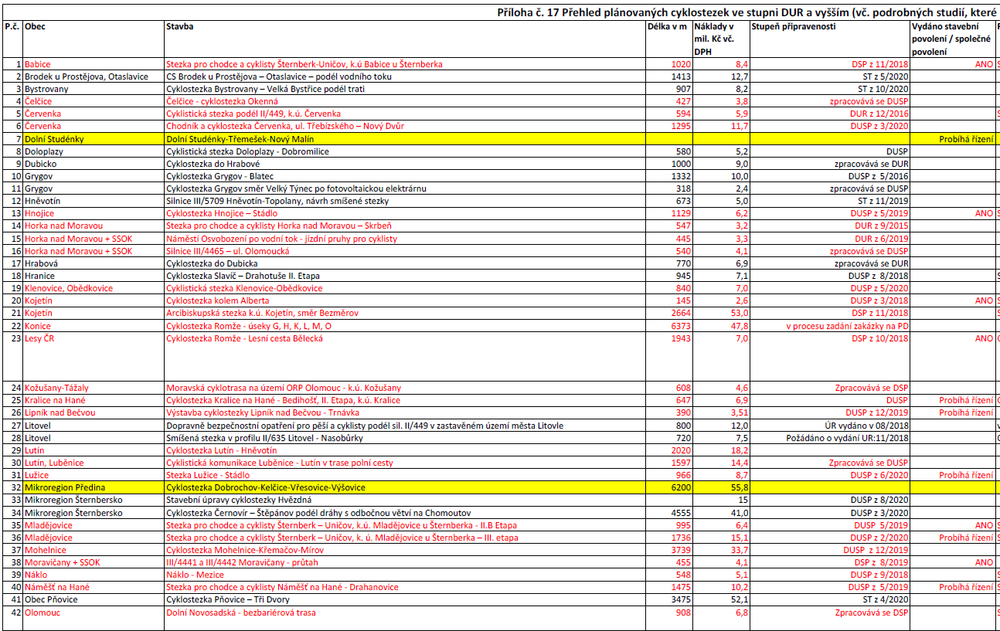 Příloha č. 17 Přehled plánovaných cyklostezek ve stupni DUR a vyšším (vč. podrobných studií, které
P.č. Obec Stavba Délka v m Náklady v mil. Kč vč. DPH Stupeň připravenosti Vydáno stavební povolení / společné povolení
1 Babice Stezka pro chodce a cyklisty Šternberk-Uničov, k.ú Babice u Šternberka 1020 8,4 DSP z 11/2018 ANO
2 Brodek u Prostějova, Otaslavice CS Brodek u Prostějova – Otaslavice – podél vodního toku 1413 12,7 ST z 5/2020
3 Bystrovany Cyklostezka Bystrovany – Velká Bystřice podél trati 907 8,2 ST z 10/2020
4 Čelčice Čelčice - cyklostezka Okenná 427 3,8 zpracovává se DUSP
5 Červenka Cyklistická stezka podél II/449, k.ú. Červenka 594 5,9 DUR z 12/2016
6 Červenka Chodník a cyklostezka Červenka, ul. Třebízského – Nový Dvůr 1295 11,7 DUSP z 3/2020
7 Dolní Studénky Dolní Studénky-Třemešek-Nový Malín Probíhá řízení
8 Doloplazy Cyklistická stezka Doloplazy - Dobromilice 580 5,2 DUSP
9 Dubicko Cyklostezka do Hrabové 1000 9,0 zpracovává se DUR
10 Grygov Cyklostezka Grygov - Blatec 1332 10,0 DUSP z 5/2016
11 Grygov Cyklostezka Grygov směr Velký Týnec po fotovoltaickou elektrárnu 318 2,4 zpracovává se DUSP
12 Hněvotín Silnice III/5709 Hněvotín-Topolany, návrh smíšené stezky 673 5,0 ST z 11/2019
13 Hnojice Cyklostezka Hnojice – Stádlo 1129 6,2 DUSP z 5/2019 ANO
14 Horka nad Moravou Stezka pro chodce a cyklisty Horka nad Moravou – Skrbeň 547 3,2 DUR z 9/2015
15 Horka nad Moravou + SSOK Náměstí Osvobození po vodní tok - jízdní pruhy pro cyklisty 445 3,3 DUR z 6/2019
16 Horka nad Moravou + SSOK Silnice III/4465 – ul. Olomoucká 540 4,1 zpracovává se DUSP
17 Hrabová Cyklostezka do Dubicka 770 6,9 zpracovává se DUR
18 Hranice Cyklostezka Slavíč – Drahotuše II. Etapa 945 7,1 DUSP z 8/2018
19 Klenovice, Obědkovice Cyklistická stezka Klenovice-Obědkovice 840 7,0 DUSP z 5/2020
20 Kojetín Cyklostezka kolem Alberta 145 2,6 DUSP z 3/2018 ANO
21 Kojetín Arcibiskupská stezka k.ú. Kojetín, směr Bezměrov 2664 53,0 DSP z 11/2018
22 Konice Cyklostezka Romže - úseky G, H, K, L, M, O 6373 47,8 v procesu zadání zakázky na PD
23 Lesy ČR Cyklostezka Romže - Lesní cesta Bělecká 1943 7,0 DSP z 10/2018 ANO
24 Kožušany-Tážaly Moravská cyklotrasa na území ORP Olomouc - k.ú. Kožušany 608 4,6 Zpracovává se DSP
25 Kralice na Hané Cyklostezka Kralice na Hané - Bedihošť, II. Etapa, k.ú. Kralice 647 6,9 DUSP Probíhá řízení
26 Lipník nad Bečvou Výstavba cyklostezky Lipník nad Bečvou - Trnávka 390 3,51 DUSP z 12/2019 Probíhá řízení
27 Litovel Dopravně bezpečnostní opatření pro pěší a cyklisty podél sil. II/449 v zastavěném území města Litovle 800 12,0 ÚR vydáno v 08/2018
28 Litovel Smíšená stezka v profilu II/635 Litovel - Nasobůrky 720 7,5 Požádáno o vydání UR:11/2018
29 Lutín Cyklostezka Lutín - Hněvotín 2020 18,2
30 Lutín, Luběnice Cyklistická komunikace Luběnice - Lutín v trase polní cesty 1597 14,4 Zpracovává se DUSP
31 Lužice Stezka Lužice - Stádlo 966 8,7 DUSP z 6/2020 Probíhá řízení
32 Mikroregion Předina Cyklostezka Dobrochov-Kelčice-Vřesovice-Výšovice 6200 55,8
33 Mikroregion Šternbersko Stavební úpravy cyklostezky Hvězdná 15 DUSP z 8/2020
34 Mikroregion Šternbersko Cyklostezka Černovír – Štěpánov podél dráhy s odbočnou větví na Chomoutov 4555 41,0 DUSP z 3/2020
35 Mladějovice Stezka pro chodce a cyklisty Šternberk – Uničov, k.ú. Mladějovice u Šternberka - II.B Etapa 995 6,4 DUSP 5/2019 ANO
36 Mladějovice Stezka pro chodce a cyklisty Šternberk – Uničov, k. ú. Mladějovice u Šternberka – III. etapa 1736 15,1 DUSP z 2/2020 Probíhá řízení
37 Mohelnice Cyklostezka Mohelnice-Křemačov-Mírov 3739 33,7 DUSP z 12/2019
38 Moravičany + SSOK III/4441 a III/4442 Moravičany - průtah 455 4,1 DSP z 8/2019 ANO
39 Náklo Náklo - Mezice 548 5,1 DUSP z 9/2018
40 Náměšť na Hané Stezka pro chodce a cyklisty Náměšť na Hané - Drahanovice 1475 10,2 DUSP z 5/2019 Probíhá řízení
41 Obec Pňovice Cyklostezka Pňovice – Tři Dvory 3475 52,1 ST z 4/2020
42 Olomouc Dolní Novosadská - bezbariérová trasa 908 6,8 Zpracovává se DSP